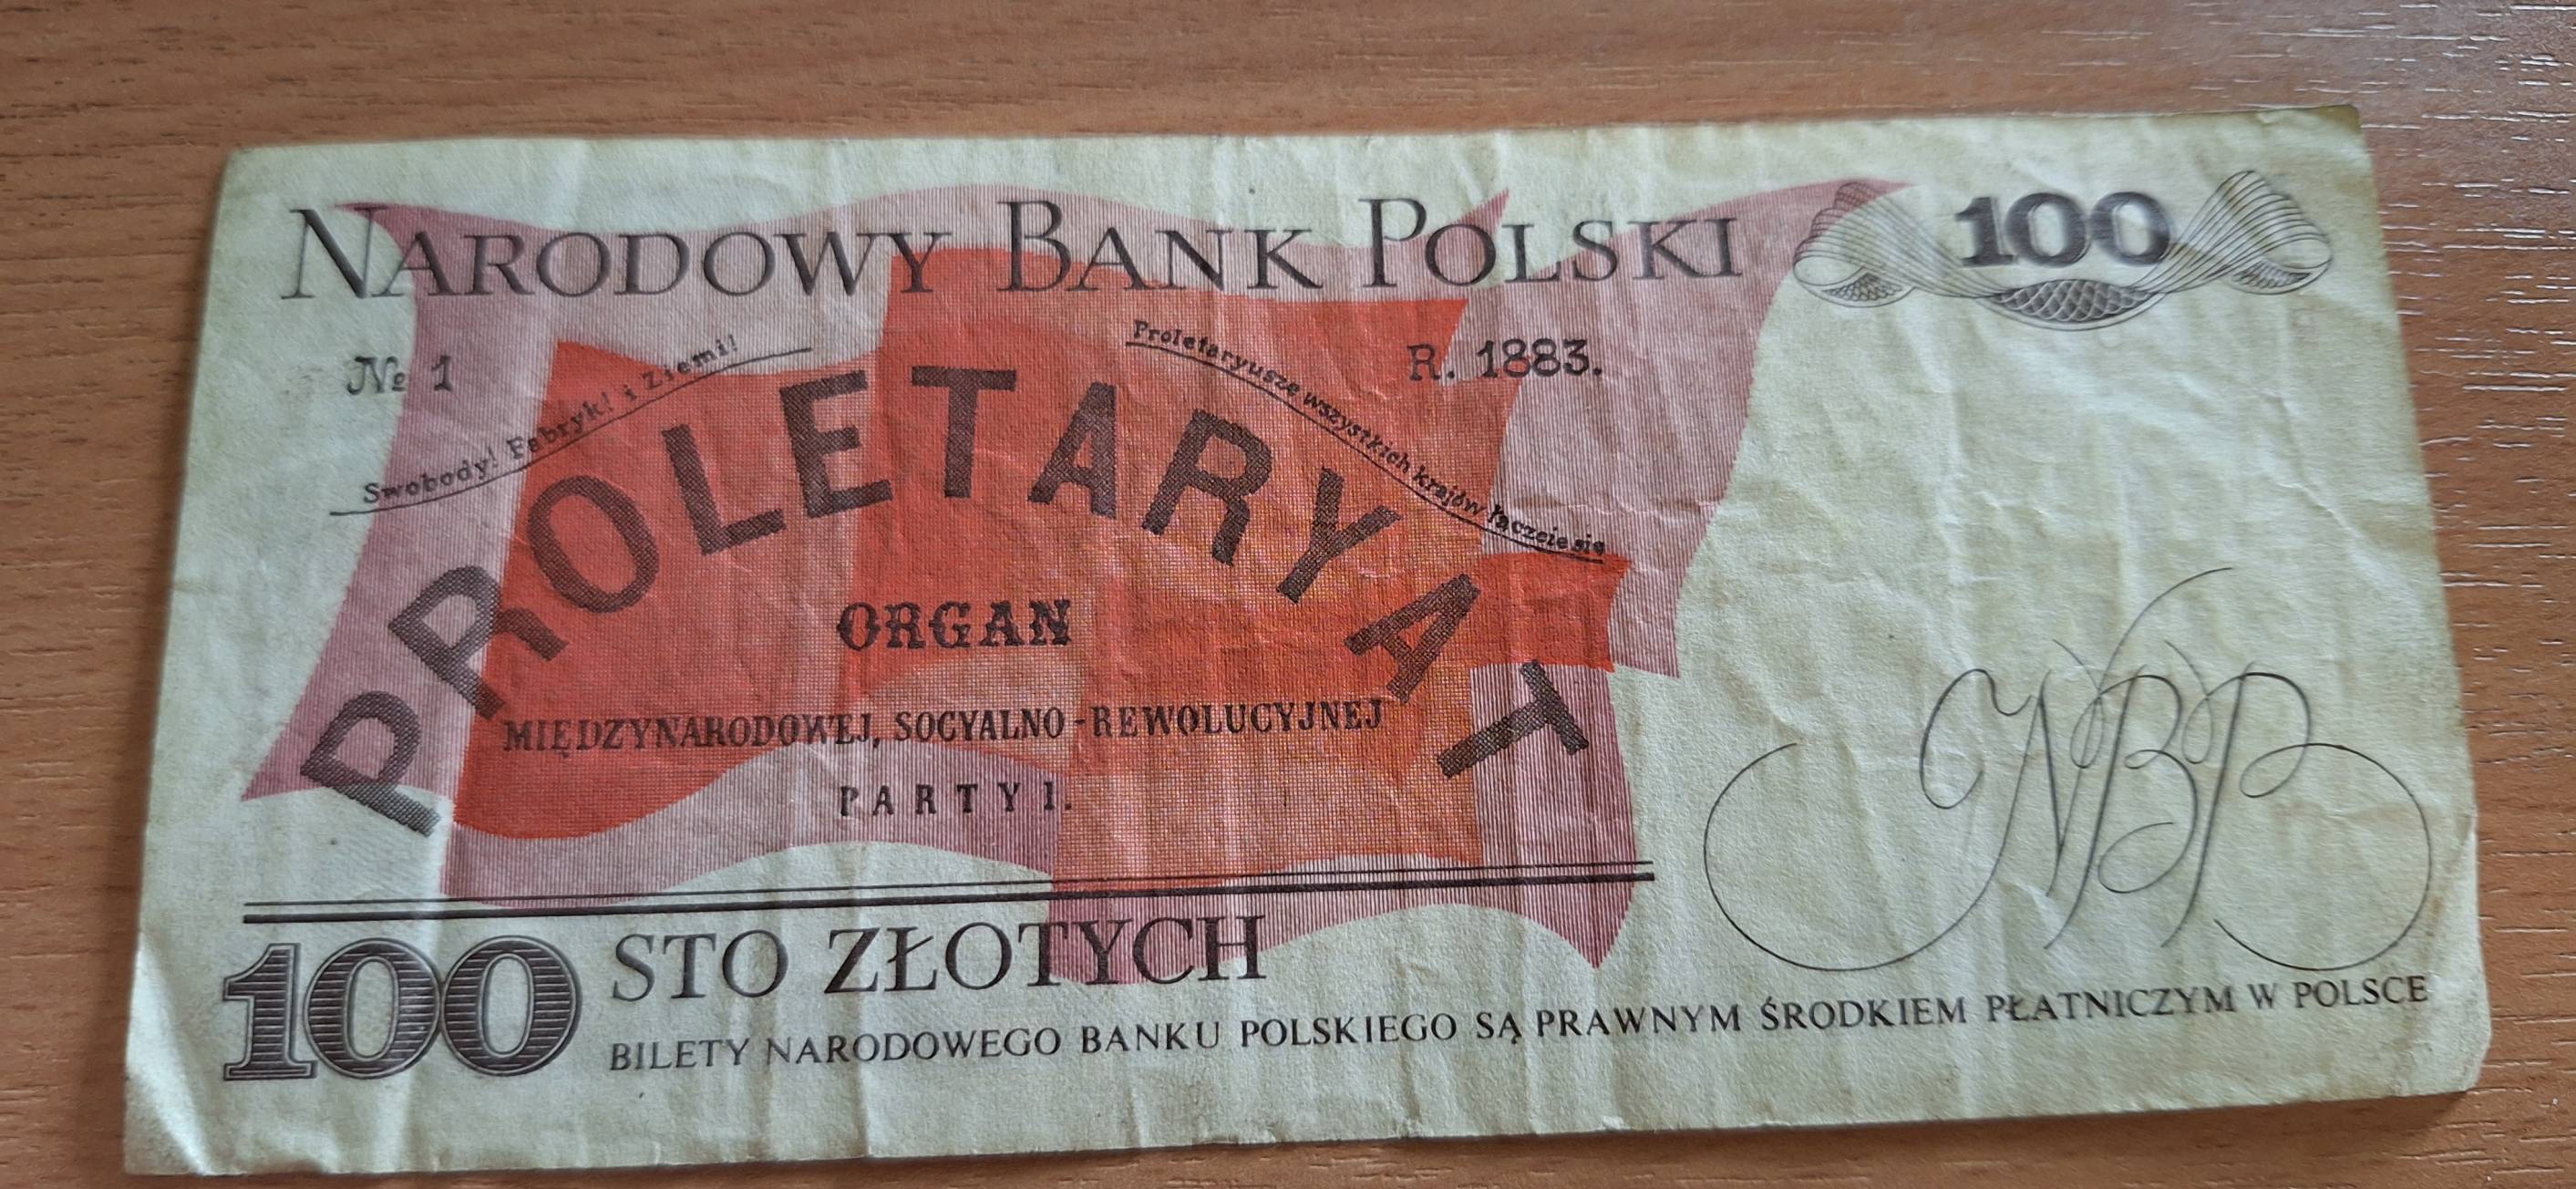 NARODOWY BANK POLSKI
100
№ 1
Swobody! Fabryk! i Ziemi!
Proletaryusze wszystkich krajów łączcie się
R. 1883.
PROLETARYAT
ORGAN
MIĘDZYNARODOWEJ, SOCYALNO-REWOLUCYJNEJ
PARTYI.
NBP
100 STO ZŁOTYCH
BILETY NARODOWEGO BANKU POLSKIEGO SĄ PRAWNYM ŚRODKIEM PŁATNICZYM W POLSCE